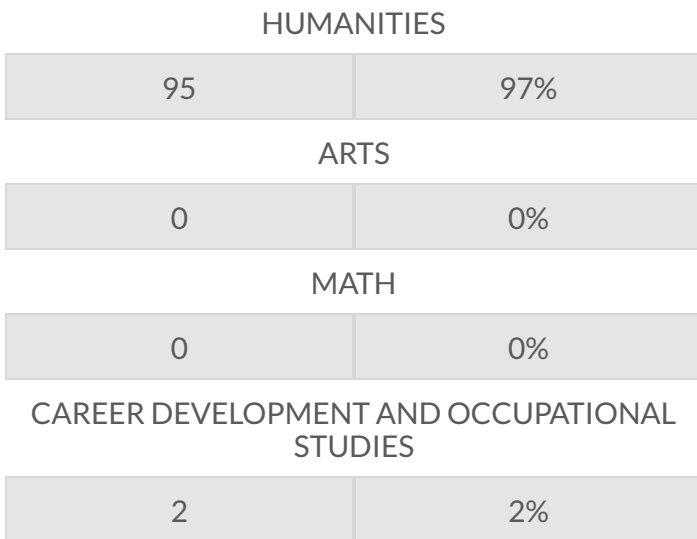 HUMANITIES
95 97%
ARTS
0 0%
MATH
0 0%
CAREER DEVELOPMENT AND OCCUPATIONAL
STUDIES
2 2%